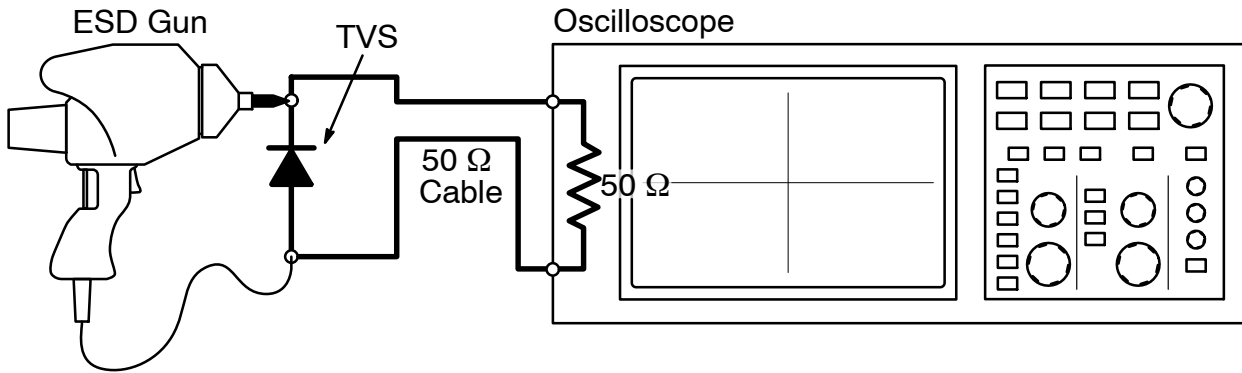 ESD Gun
TVS
Oscilloscope
50 Ω
Cable
50 Ω